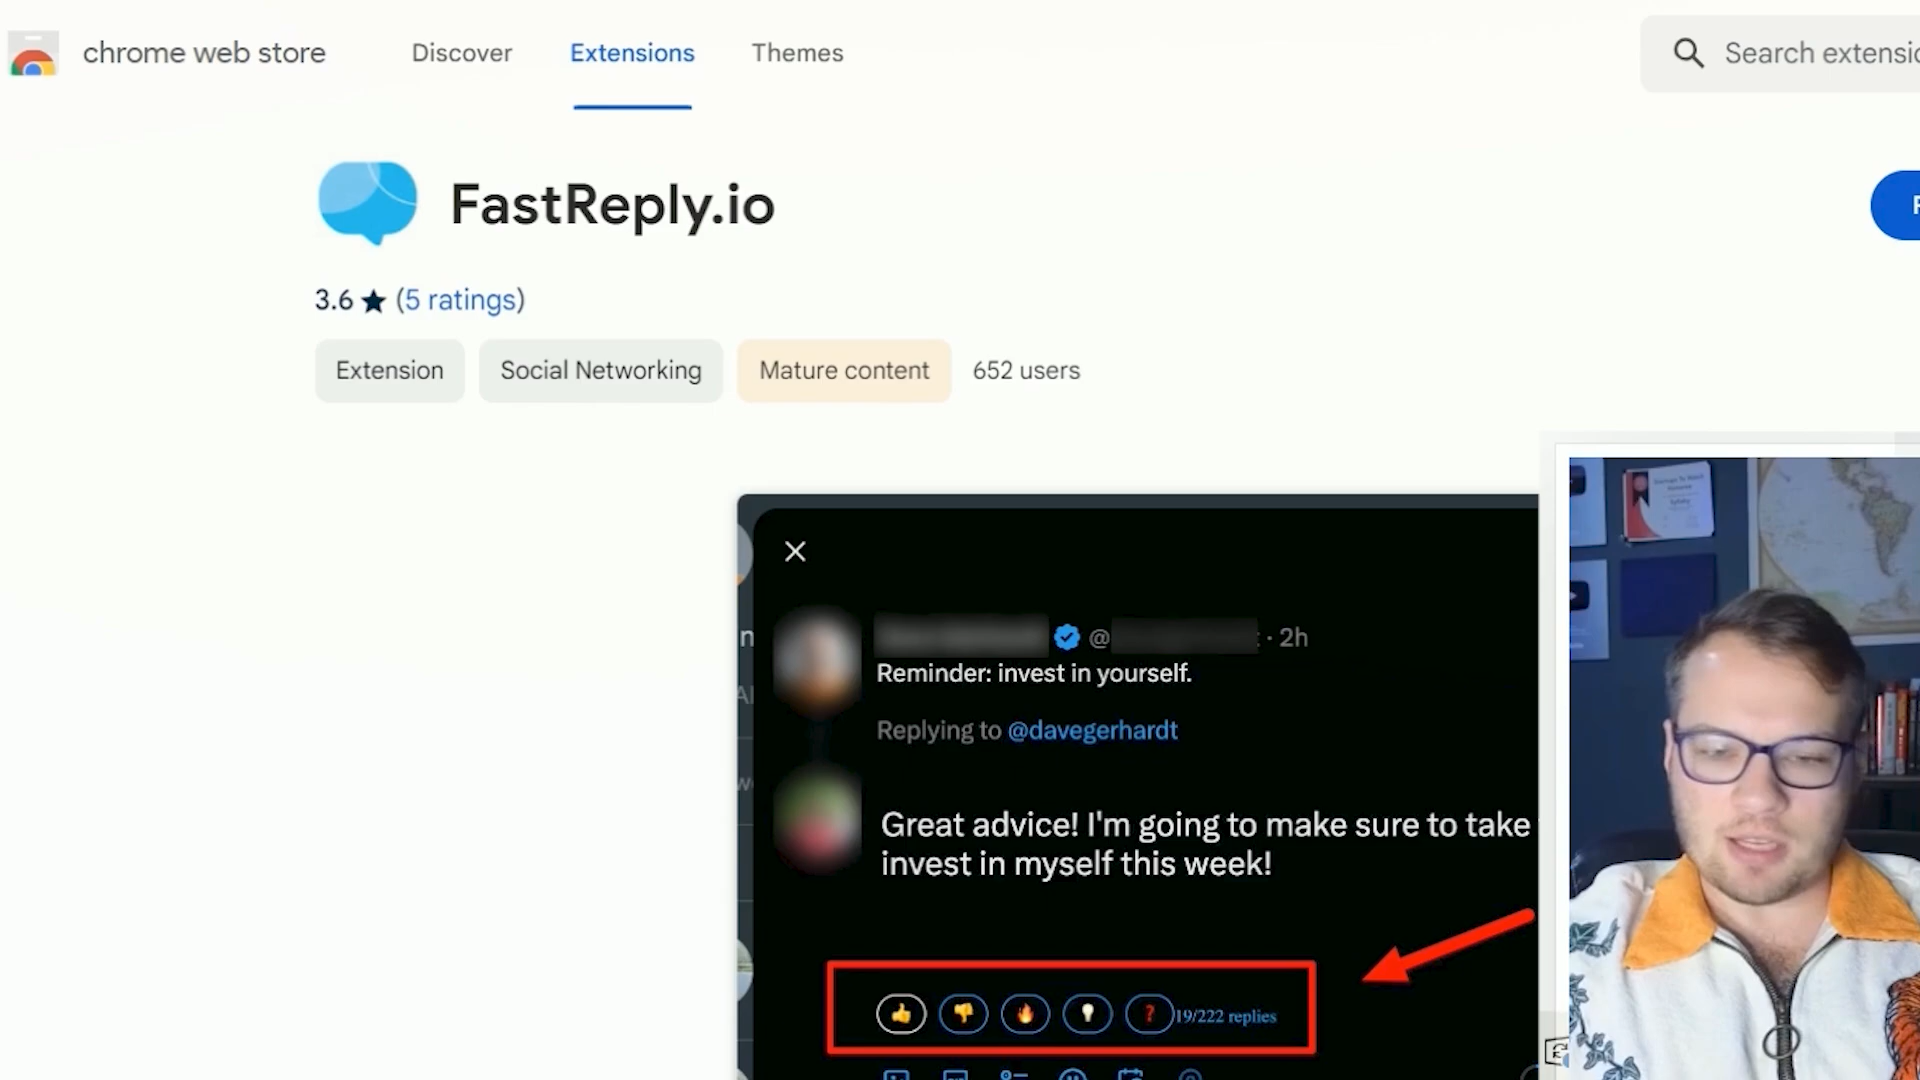 chrome web store
Discover
Extensions
Themes
Search extensio
FastReply.io
3.6 ★ (5 ratings)
Extension
Social Networking
Mature content
652 users
@
· 2h
Reminder: invest in yourself.
Replying to @davegerhardt
Great advice! I'm going to make sure to take
invest in myself this week!
19/222 replies